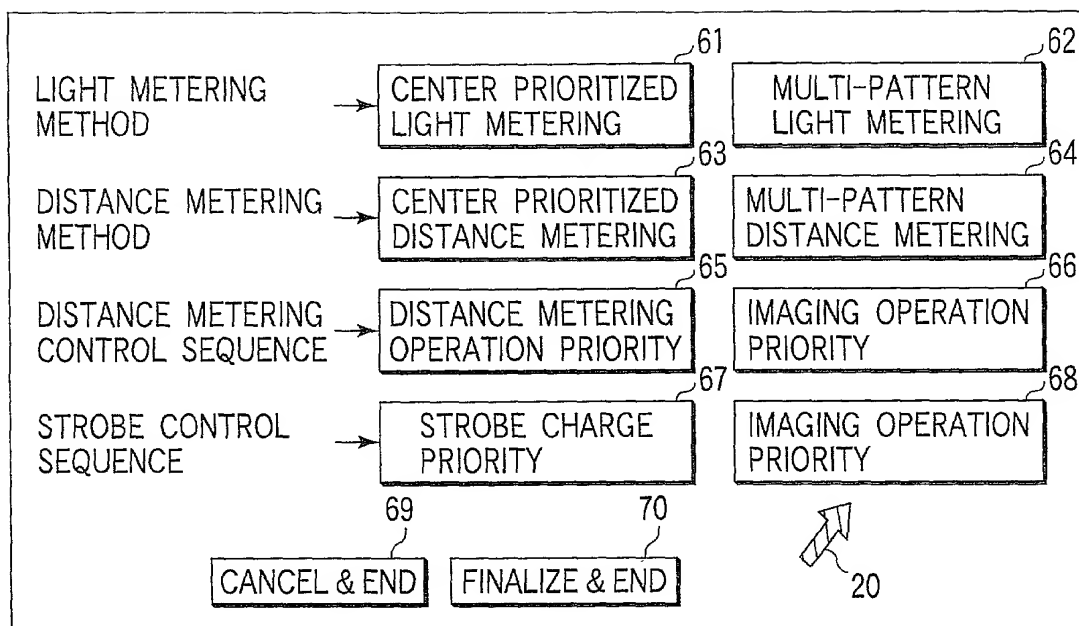 61
62
LIGHT METERING METHOD
CENTER PRIORITIZED LIGHT METERING
MULTI-PATTERN LIGHT METERING
63
64
DISTANCE METERING METHOD
CENTER PRIORITIZED DISTANCE METERING
MULTI-PATTERN DISTANCE METERING
65
66
DISTANCE METERING CONTROL SEQUENCE
DISTANCE METERING OPERATION PRIORITY
IMAGING OPERATION PRIORITY
67
68
STROBE CONTROL SEQUENCE
STROBE CHARGE PRIORITY
IMAGING OPERATION PRIORITY
69
70
CANCEL & END
FINALIZE & END
20